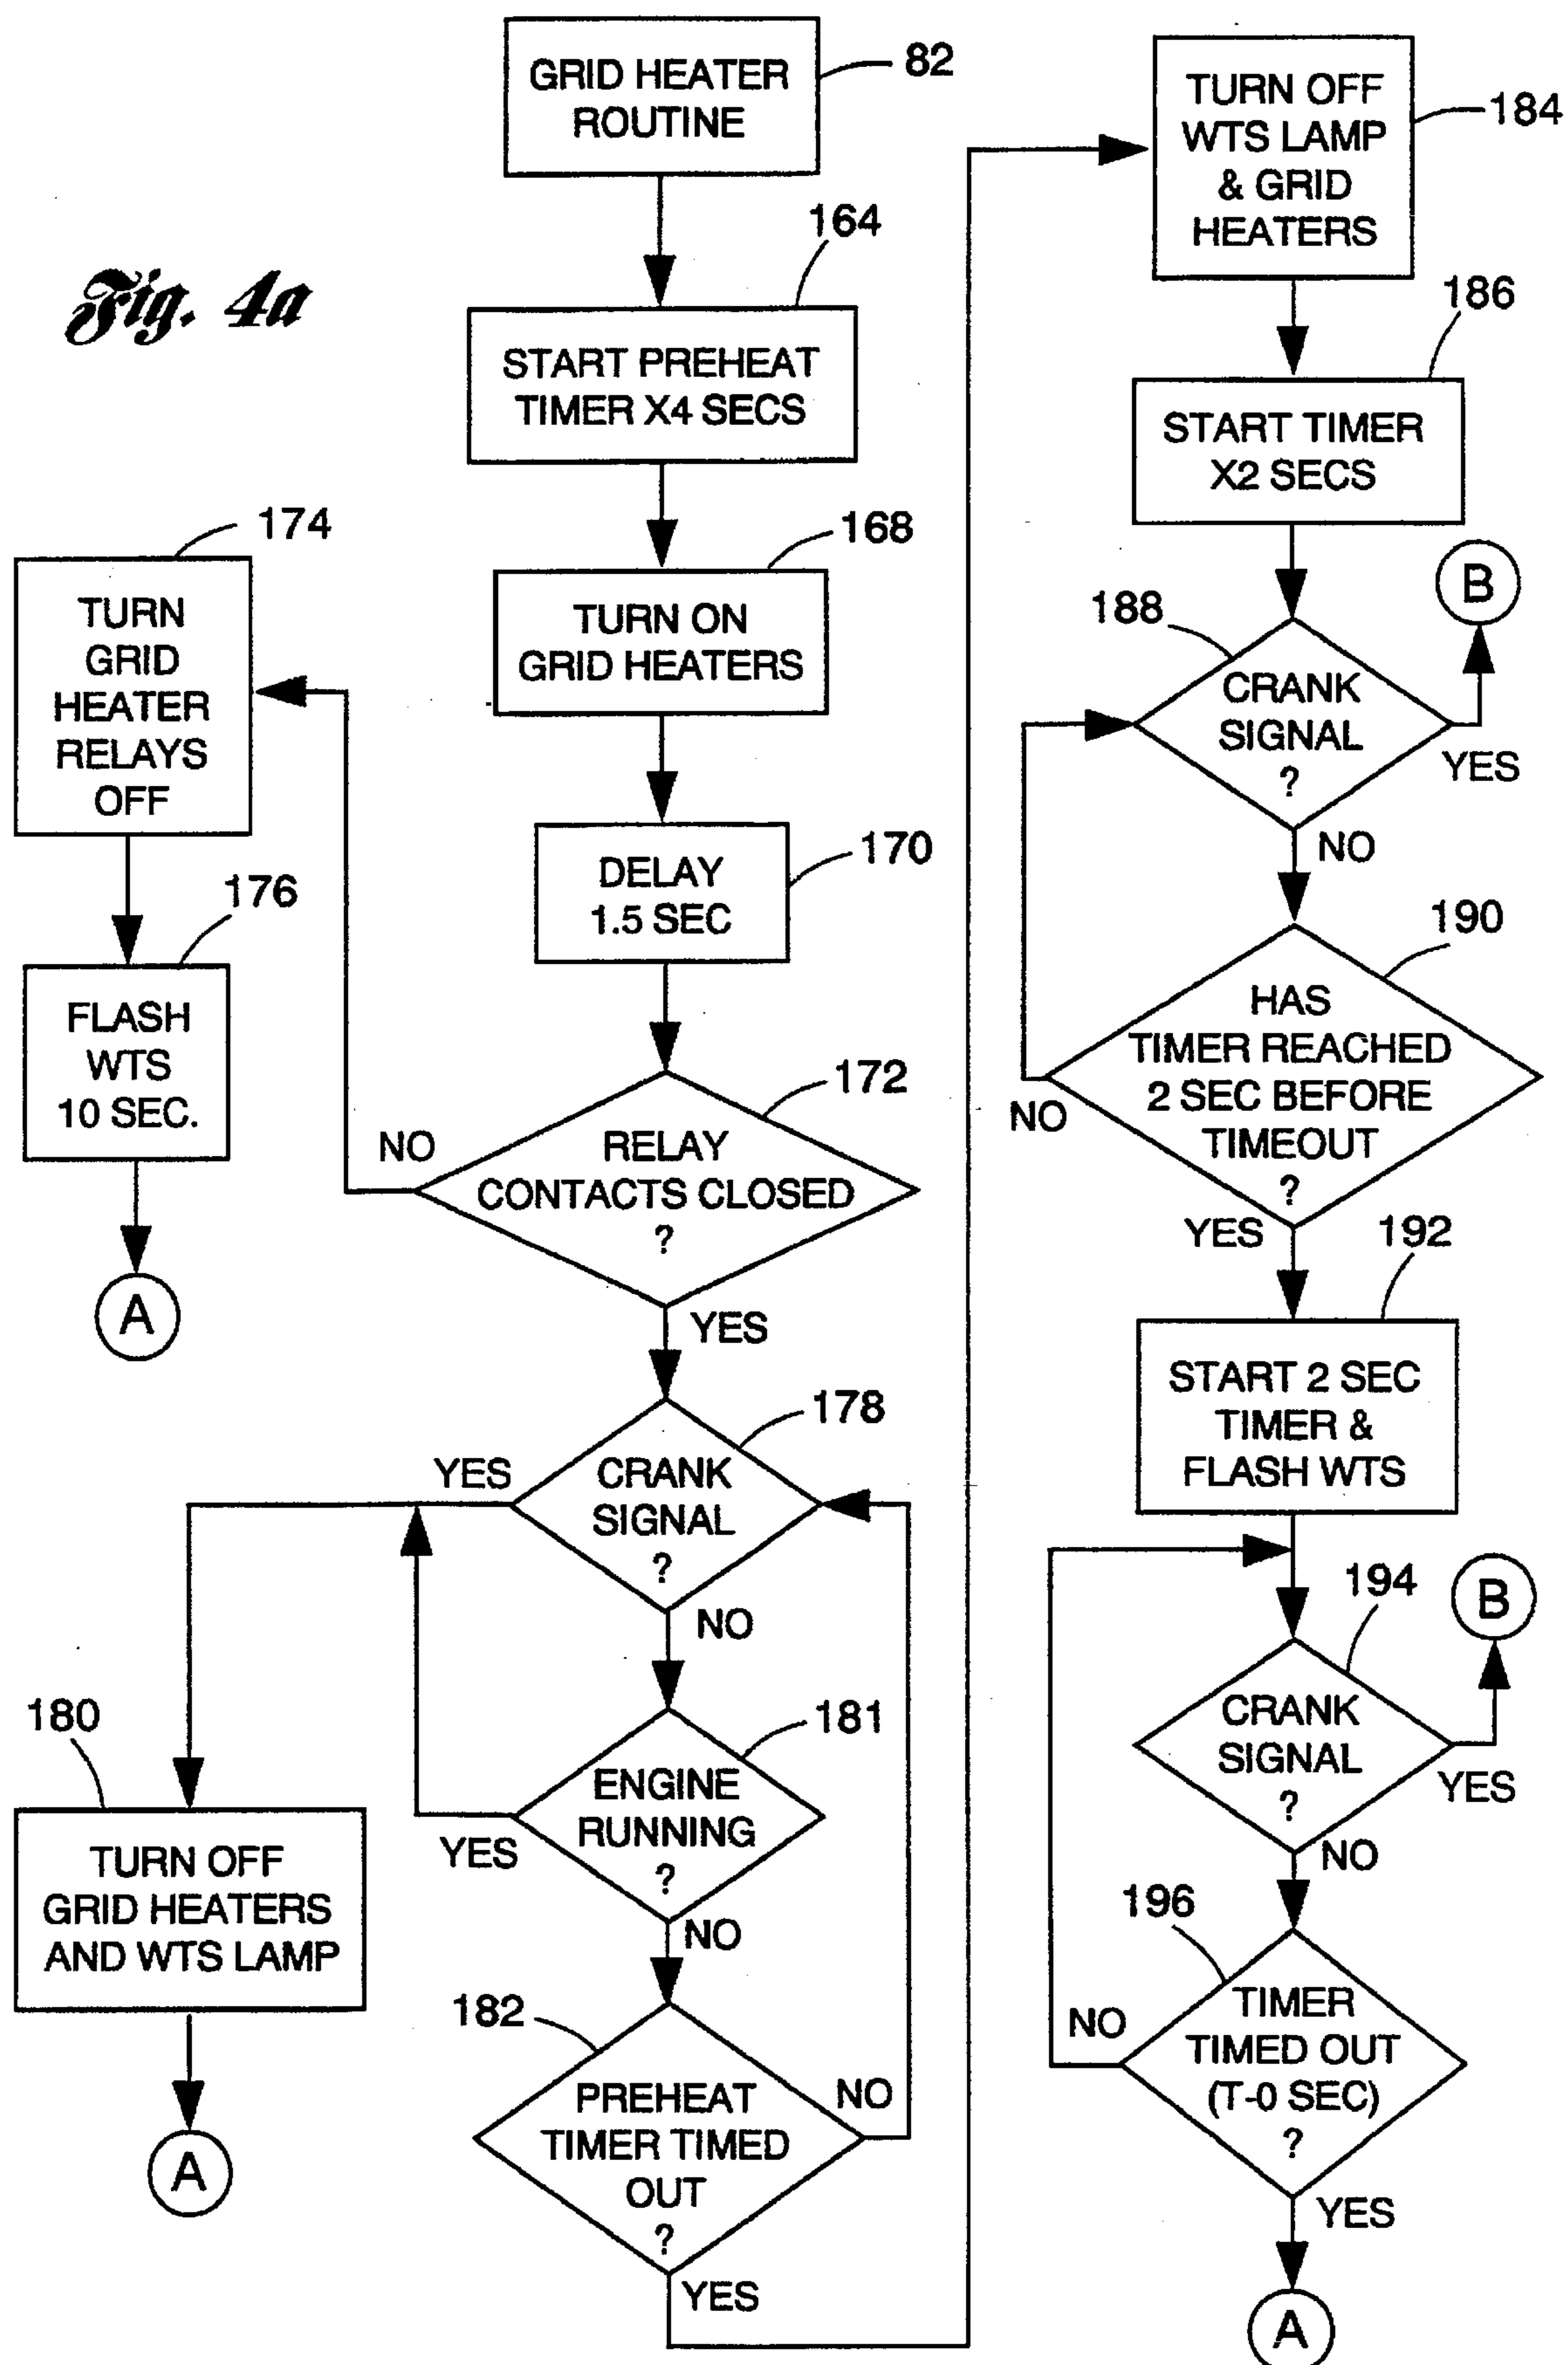 Fig. 4a
GRID HEATER
ROUTINE
82
164
START PREHEAT
TIMER X4 SECS
168
TURN ON
GRID HEATERS
170
DELAY
1.5 SEC
172
RELAY
CONTACTS CLOSED
?
NO
YES
174
TURN
GRID
HEATER
RELAYS
OFF
176
FLASH
WTS
10 SEC.
A
178
CRANK
SIGNAL
?
YES
NO
181
ENGINE
RUNNING
?
YES
NO
180
TURN OFF
GRID HEATERS
AND WTS LAMP
A
182
PREHEAT
TIMER TIMED
OUT
?
NO
YES
184
TURN OFF
WTS LAMP
& GRID
HEATERS
186
START TIMER
X2 SECS
188
CRANK
SIGNAL
?
B
YES
NO
190
HAS
TIMER REACHED
2 SEC BEFORE
TIMEOUT
?
NO
YES
192
START 2 SEC
TIMER &
FLASH WTS
194
CRANK
SIGNAL
?
B
YES
NO
196
TIMER
TIMED OUT
(T-0 SEC)
?
NO
YES
A